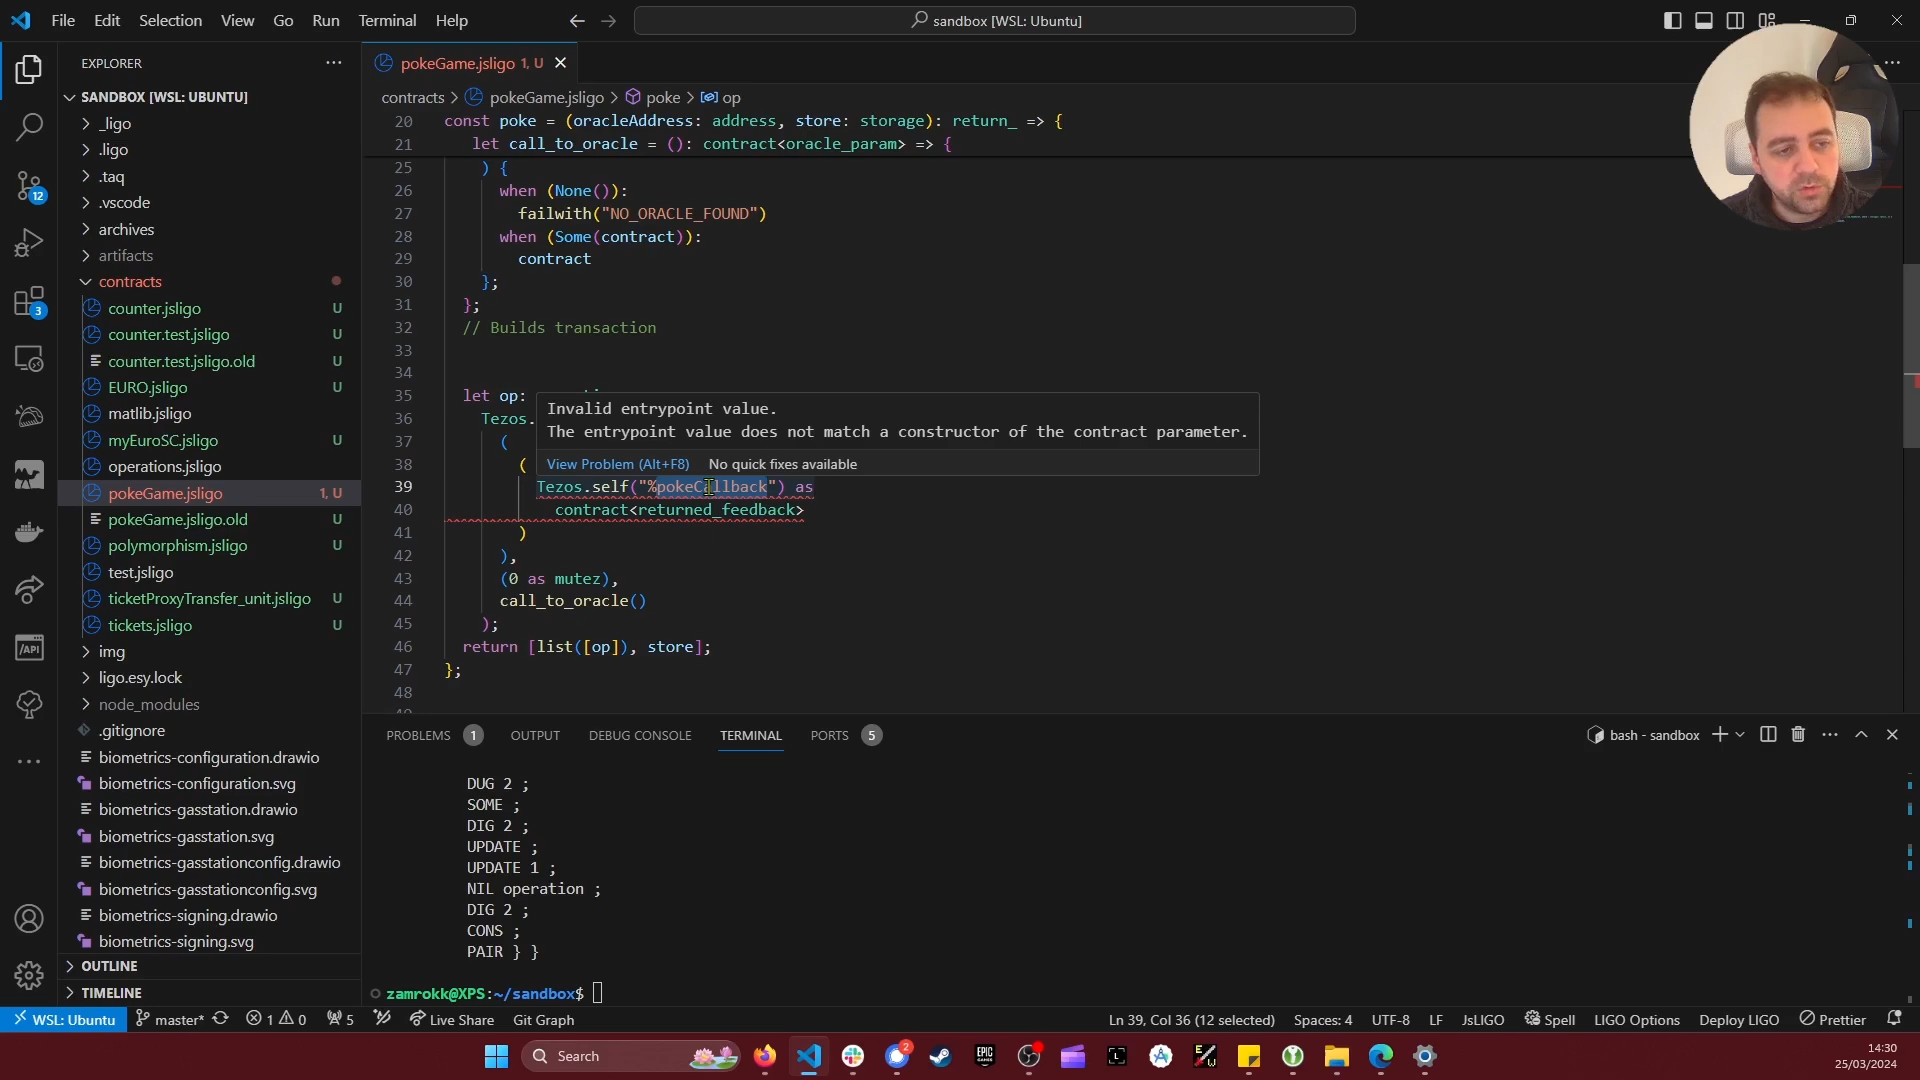 File Edit Selection View Go Run Terminal Help
sandbox [WSL: Ubuntu]
EXPLORER
SANDBOX [WSL: UBUNTU]
_ligo
.ligo
.taq
.vscode
archives
artifacts
contracts
counter.jsligo U
counter.test.jsligo U
counter.test.jsligo.old U
EURO.jsligo U
matlib.jsligo
myEuroSC.jsligo U
operations.jsligo
pokeGame.jsligo 1, U
pokeGame.jsligo.old U
polymorphism.jsligo U
test.jsligo
ticketProxyTransfer_unit.jsligo U
tickets.jsligo U
img
ligo.esy.lock
node_modules
.gitignore
biometrics-configuration.drawio
biometrics-configuration.svg
biometrics-gasstation.drawio
biometrics-gasstation.svg
biometrics-gasstationconfig.drawio
biometrics-gasstationconfig.svg
biometrics-signing.drawio
biometrics-signing.svg
OUTLINE
TIMELINE
12
3
/API
pokeGame.jsligo 1, U
contracts > pokeGame.jsligo > poke > op
20 const poke = (oracleAddress: address, store: storage): return_ => {
21 let call_to_oracle = (): contract<oracle_param> => {
25 ) {
26 when (None()):
27 failwith("NO_ORACLE_FOUND")
28 when (Some(contract)):
29 contract
30 };
31 };
32 // Builds transaction
33
34
35 let op:
36 Tezos.
37 (
38 (
39 Tezos.self("%pokeCallback") as
40 contract<returned_feedback>
41 )
42 ),
43 (0 as mutez),
44 call_to_oracle()
45 );
46 return [list([op]), store];
47 };
48
Invalid entrypoint value.
The entrypoint value does not match a constructor of the contract parameter.
View Problem (Alt+F8) No quick fixes available
PROBLEMS 1 OUTPUT DEBUG CONSOLE TERMINAL PORTS 5
bash - sandbox
DUG 2 ;
SOME ;
DIG 2 ;
UPDATE ;
UPDATE 1 ;
NIL operation ;
DIG 2 ;
CONS ;
PAIR } }
zamrokk@XPS:~/sandbox$
WSL: Ubuntu master* 1 0 5 Live Share Git Graph
Ln 39, Col 36 (12 selected) Spaces: 4 UTF-8 LF JsLIGO Spell LIGO Options Deploy LIGO Prettier
Search
2
EPIC GAMES
14:30
25/03/2024